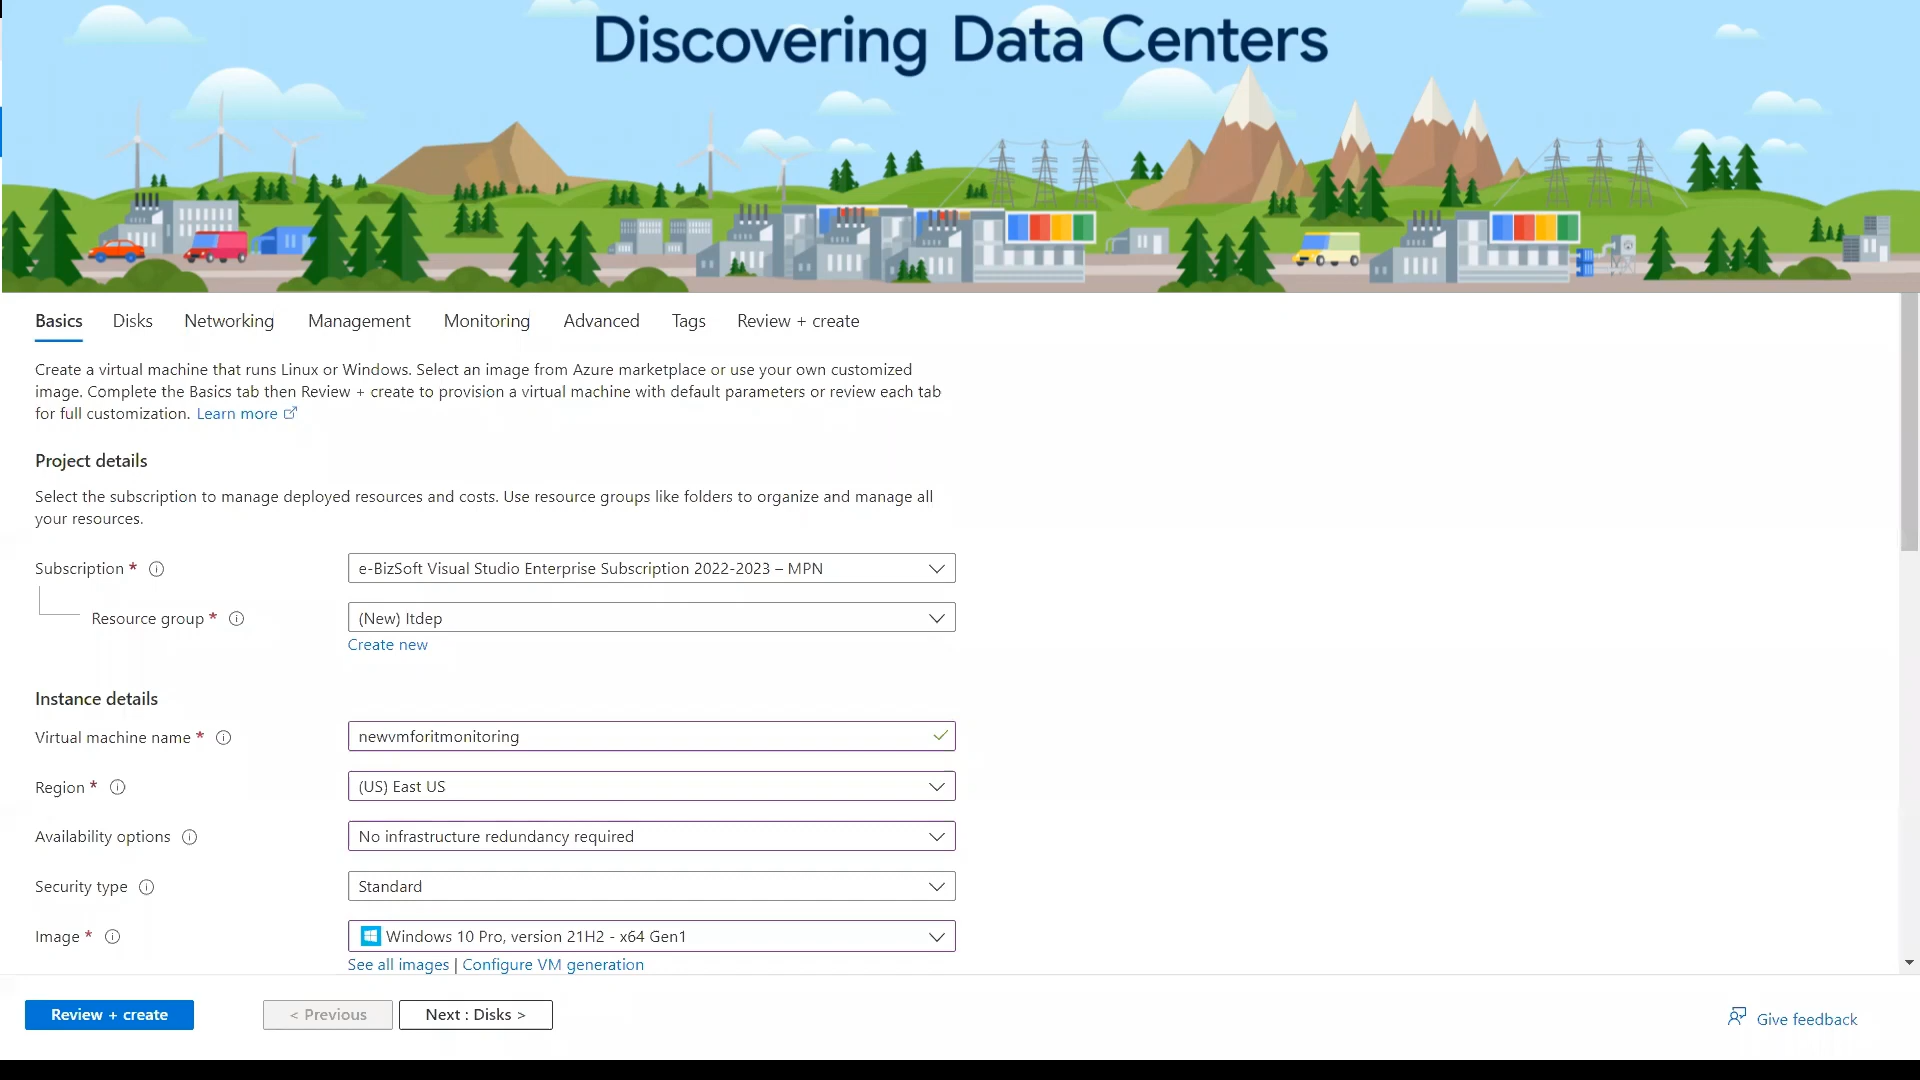 Discovering Data Centers
Basics Disks Networking Management Monitoring Advanced Tags Review + create
Create a virtual machine that runs Linux or Windows. Select an image from Azure marketplace or use your own customized
image. Complete the Basics tab then Review + create to provision a virtual machine with default parameters or review each tab
for full customization. Learn more
Project details
Select the subscription to manage deployed resources and costs. Use resource groups like folders to organize and manage all
your resources.
Subscription * e-BizSoft Visual Studio Enterprise Subscription 2022-2023 – MPN
Resource group * (New) Itdep
Create new
Instance details
Virtual machine name * newvmforitmonitoring
Region * (US) East US
Availability options No infrastructure redundancy required
Security type Standard
Image * Windows 10 Pro, version 21H2 - x64 Gen1
See all images | Configure VM generation
Review + create < Previous Next : Disks > Give feedback